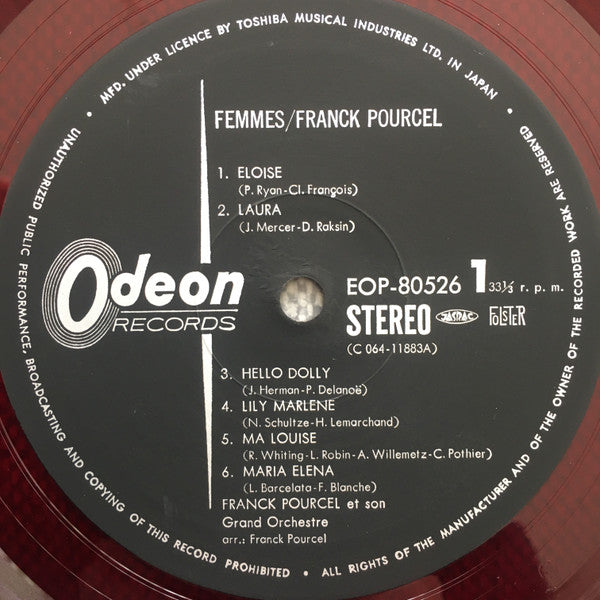 • MFD. UNDER LICENCE BY TOSHIBA MUSICAL INDUSTRIES LTD. IN JAPAN •
FEMMES/FRANCK POURCEL
1. ELOISE
(P. Ryan-Cl. François)
2. LAURA
(J. Mercer-D. Raksin)
Odeon
RECORDS
EOP-80526 1 33⅓ r. p. m.
STEREO JASRAC FOLSTER
(C 064-11883A)
3. HELLO DOLLY
(J. Herman-P. Delanoë)
4. LILY MARLENE
(N. Schultze-H. Lemarchand)
5. MA LOUISE
(R. Whiting-L. Robin-A. Willemetz-C. Pothier)
6. MARIA ELENA
(L. Barcelata-F. Blanche)
FRANCK POURCEL et son
Grand Orchestre
arr.: Franck Pourcel
UNAUTHORIZED PUBLIC PERFORMANCE, BROADCASTING AND COPYING OF THIS RECORD PROHIBITED • ALL RIGHTS OF THE MANUFACTURER AND OF THE OWNER OF THE RECORDED WORK ARE RESERVED